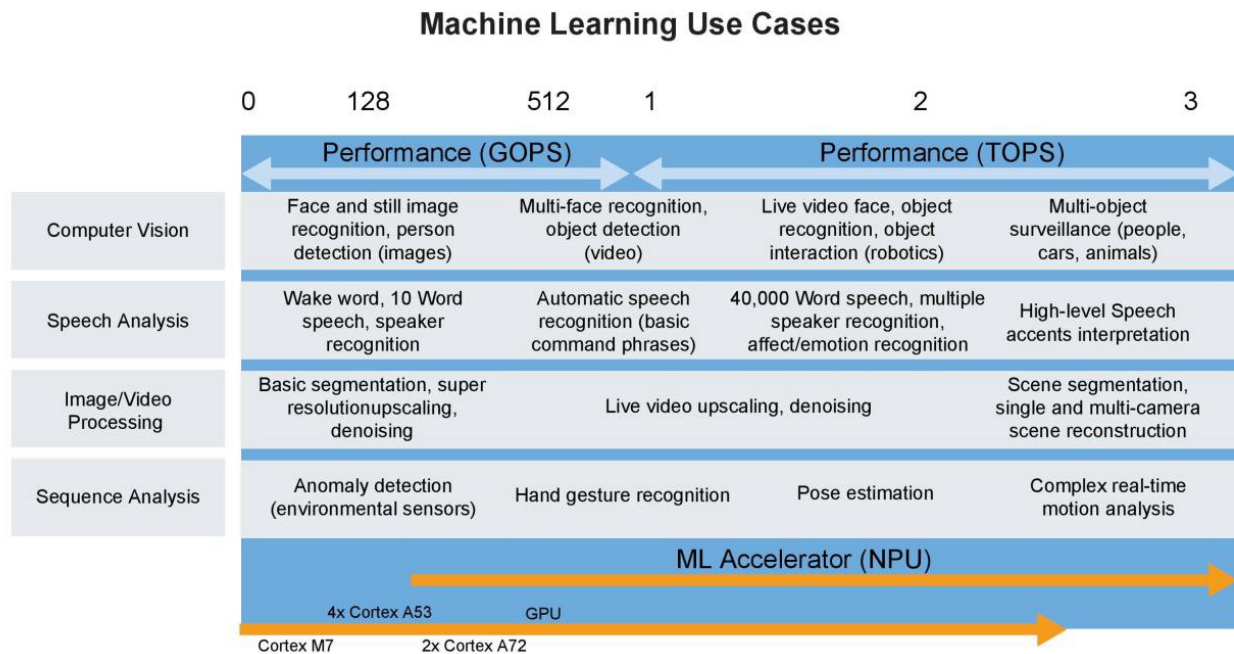 Machine Learning Use Cases
0 128 512 1 2 3
Performance (GOPS) Performance (TOPS)
Computer Vision
Face and still image
recognition, person
detection (images)
Multi-face recognition,
object detection
(video)
Live video face, object
recognition, object
interaction (robotics)
Multi-object
surveillance (people,
cars, animals)
Speech Analysis
Wake word, 10 Word
speech, speaker
recognition
Automatic speech
recognition (basic
command phrases)
40,000 Word speech, multiple
speaker recognition,
affect/emotion recognition
High-level Speech
accents interpretation
Image/Video
Processing
Basic segmentation, super
resolutionupscaling,
denoising
Live video upscaling, denoising
Scene segmentation,
single and multi-camera
scene reconstruction
Sequence Analysis
Anomaly detection
(environmental sensors)
Hand gesture recognition
Pose estimation
Complex real-time
motion analysis
ML Accelerator (NPU)
4x Cortex A53 GPU
Cortex M7 2x Cortex A72